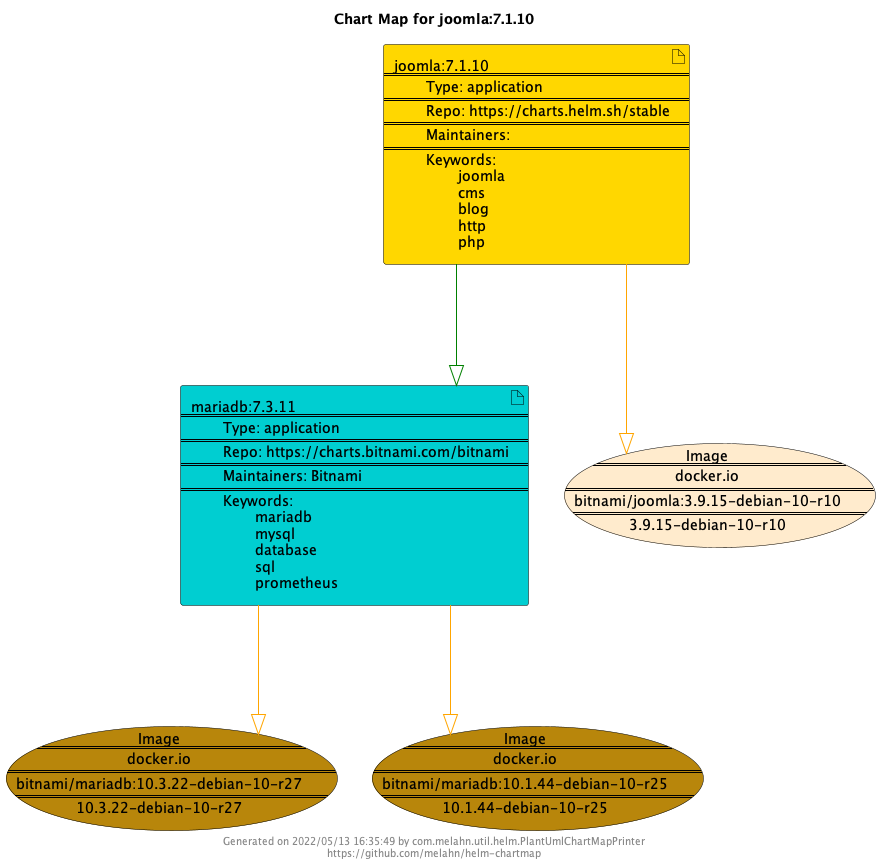 Chart Map for joomla:7.1.10
joomla:7.1.10
Type: application
Repo: https://charts.helm.sh/stable
Maintainers:
Keywords:
joomla
cms
blog
http
php
mariadb:7.3.11
Type: application
Repo: https://charts.bitnami.com/bitnami
Maintainers: Bitnami
Keywords:
mariadb
mysql
database
sql
prometheus
Image
docker.io
bitnami/joomla:3.9.15-debian-10-r10
3.9.15-debian-10-r10
Image
docker.io
bitnami/mariadb:10.3.22-debian-10-r27
10.3.22-debian-10-r27
Image
docker.io
bitnami/mariadb:10.1.44-debian-10-r25
10.1.44-debian-10-r25
Generated on 2022/05/13 16:35:49 by com.melahn.util.helm.PlantUmlChartMapPrinter
https://github.com/melahn/helm-chartmap